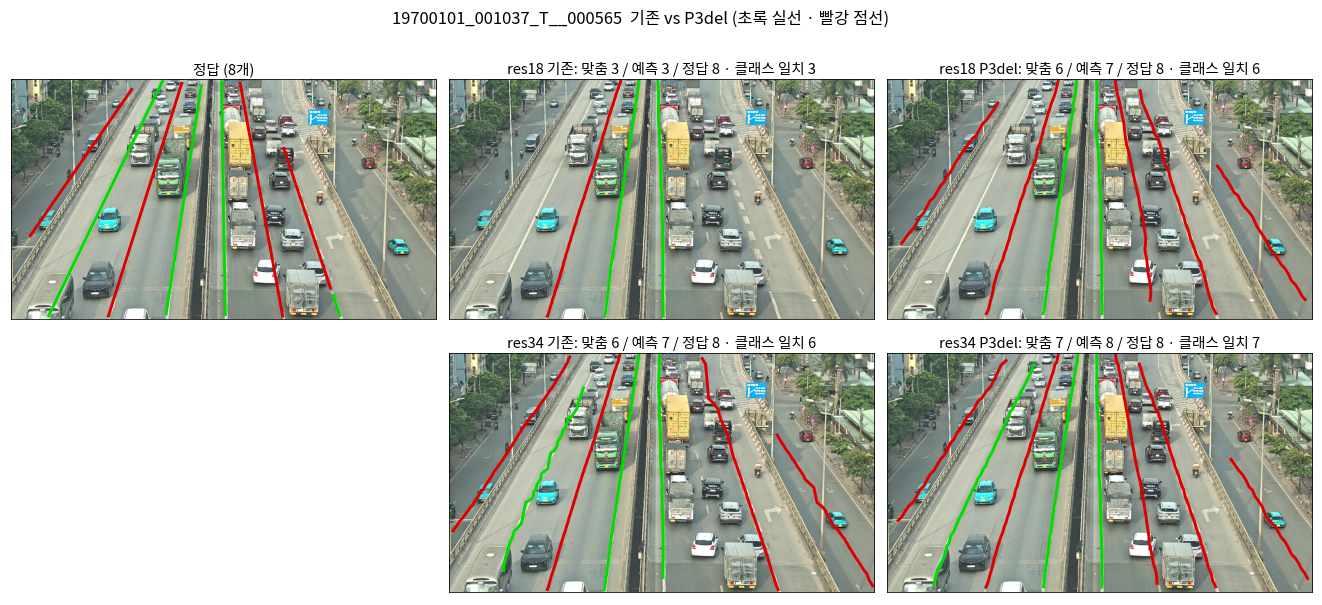 19700101_001037_T__000565 기존 vs P3del (초록 실선 · 빨강 점선)
정답 (8개)
res18 기존: 맞춤 3 / 예측 3 / 정답 8 · 클래스 일치 3
res18 P3del: 맞춤 6 / 예측 7 / 정답 8 · 클래스 일치 6
res34 기존: 맞춤 6 / 예측 7 / 정답 8 · 클래스 일치 6
res34 P3del: 맞춤 7 / 예측 8 / 정답 8 · 클래스 일치 7